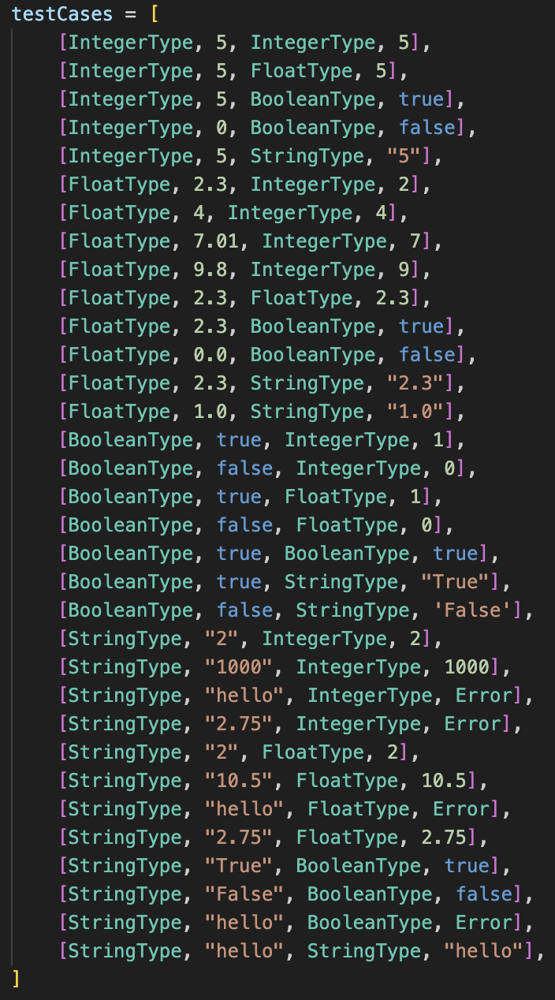 testCases = [
[IntegerType, 5, IntegerType, 5],
[IntegerType, 5, FloatType, 5],
[IntegerType, 5, BooleanType, true],
[IntegerType, 0, BooleanType, false],
[IntegerType, 5, StringType, "5"],
[FloatType, 2.3, IntegerType, 2],
[FloatType, 4, IntegerType, 4],
[FloatType, 7.01, IntegerType, 7],
[FloatType, 9.8, IntegerType, 9],
[FloatType, 2.3, FloatType, 2.3],
[FloatType, 2.3, BooleanType, true],
[FloatType, 0.0, BooleanType, false],
[FloatType, 2.3, StringType, "2.3"],
[FloatType, 1.0, StringType, "1.0"],
[BooleanType, true, IntegerType, 1],
[BooleanType, false, IntegerType, 0],
[BooleanType, true, FloatType, 1],
[BooleanType, false, FloatType, 0],
[BooleanType, true, BooleanType, true],
[BooleanType, true, StringType, "True"],
[BooleanType, false, StringType, 'False'],
[StringType, "2", IntegerType, 2],
[StringType, "1000", IntegerType, 1000],
[StringType, "hello", IntegerType, Error],
[StringType, "2.75", IntegerType, Error],
[StringType, "2", FloatType, 2],
[StringType, "10.5", FloatType, 10.5],
[StringType, "hello", FloatType, Error],
[StringType, "2.75", FloatType, 2.75],
[StringType, "True", BooleanType, true],
[StringType, "False", BooleanType, false],
[StringType, "hello", BooleanType, Error],
[StringType, "hello", StringType, "hello"],
]